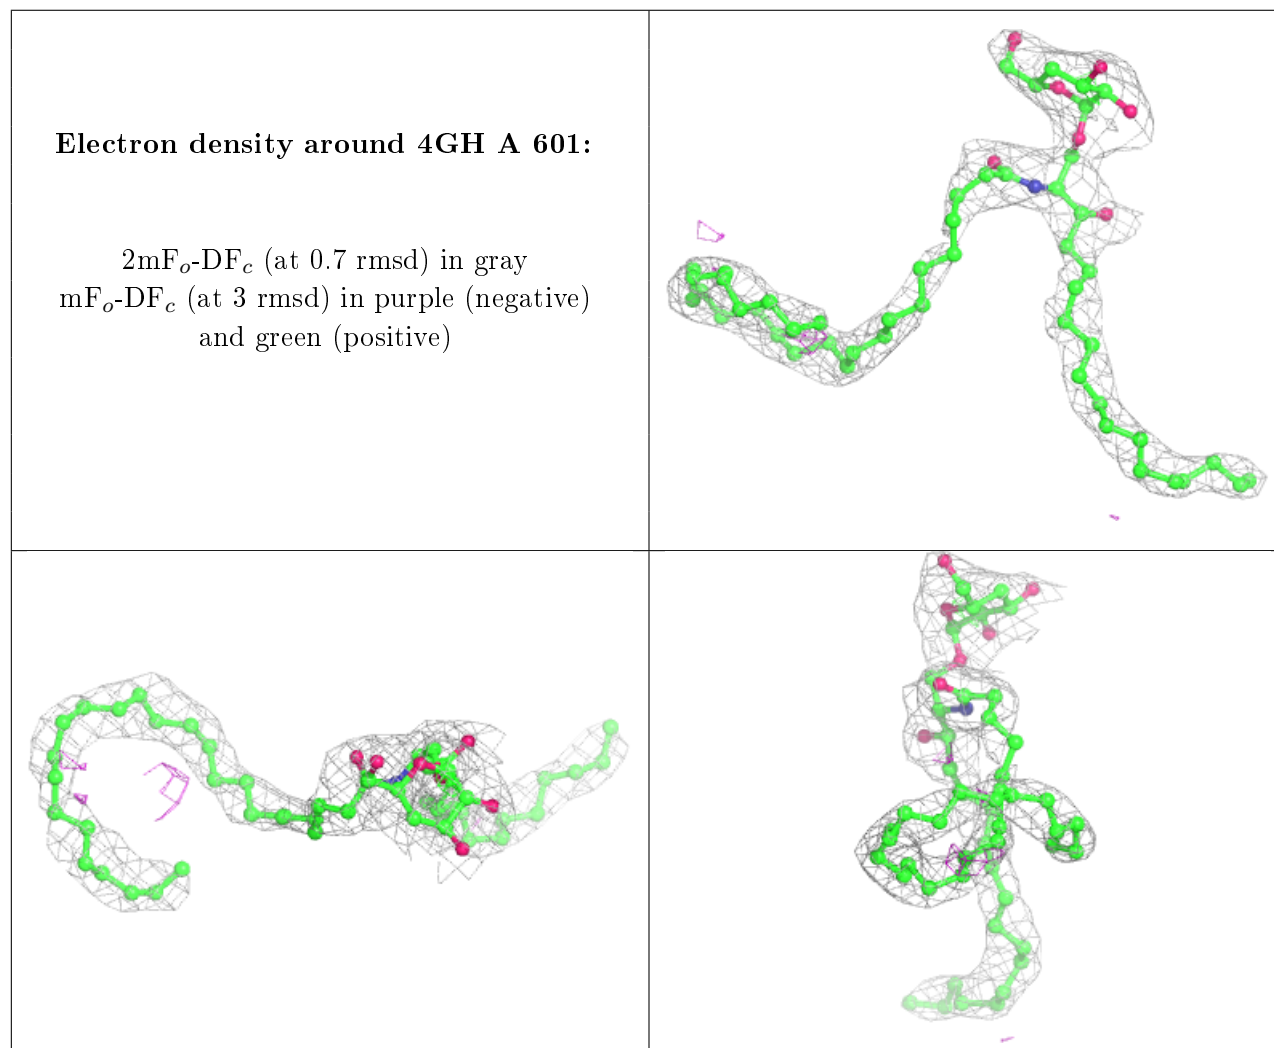 Electron density around 4GH A 601:
2mFo-DFc (at 0.7 rmsd) in gray
mFo-DFc (at 3 rmsd) in purple (negative)
and green (positive)